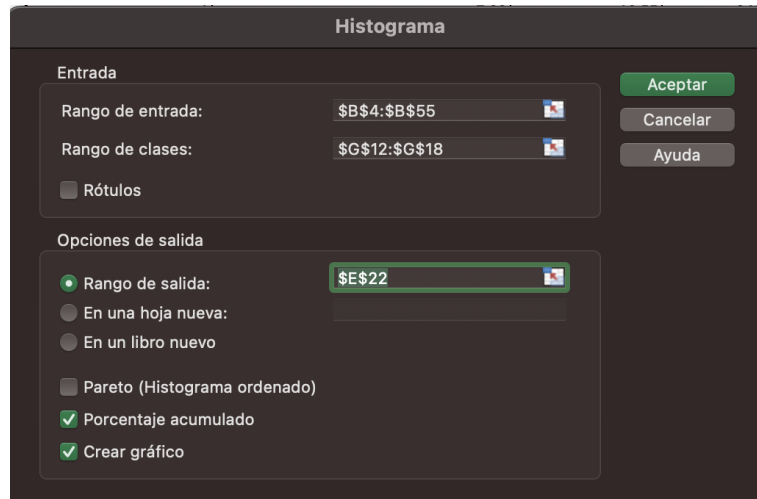 Histograma
Entrada
Aceptar
Rango de entrada: $B$4:$B$55
Cancelar
Rango de clases: $G$12:$G$18
Ayuda
Rótulos
Opciones de salida
Rango de salida: $E$22
En una hoja nueva:
En un libro nuevo
Pareto (Histograma ordenado)
Porcentaje acumulado
Crear gráfico